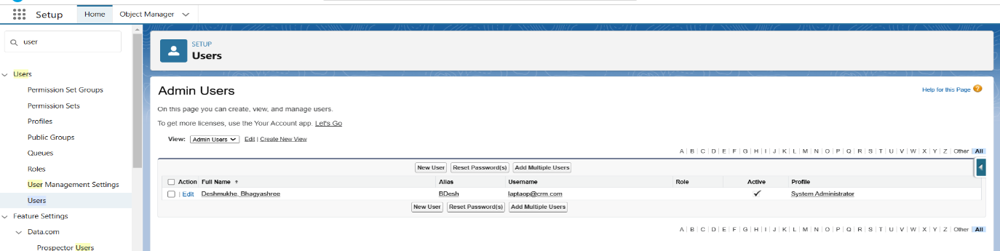 Setup Home Object Manager
user
SETUP
Users
Users
Permission Set Groups
Permission Sets
Profiles
Public Groups
Queues
Roles
User Management Settings
Users
Feature Settings
Data.com
Prospector Users
Admin Users
Help for this Page ?
On this page you can create, view, and manage users.
To get more licenses, use the Your Account app. Let's Go
View: Admin Users Edit | Create New View
A | B | C | D | E | F | G | H | I | J | K | L | M | N | O | P | Q | R | S | T | U | V | W | X | Y | Z | Other All
New User Reset Password(s) Add Multiple Users
Action Full Name ↑ Alias Username Role Active Profile
| Edit Deshmukhe, Bhagyashree BDesh laptaop@crm.com ✓ System Administrator
New User Reset Password(s) Add Multiple Users
A | B | C | D | E | F | G | H | I | J | K | L | M | N | O | P | Q | R | S | T | U | V | W | X | Y | Z | Other All